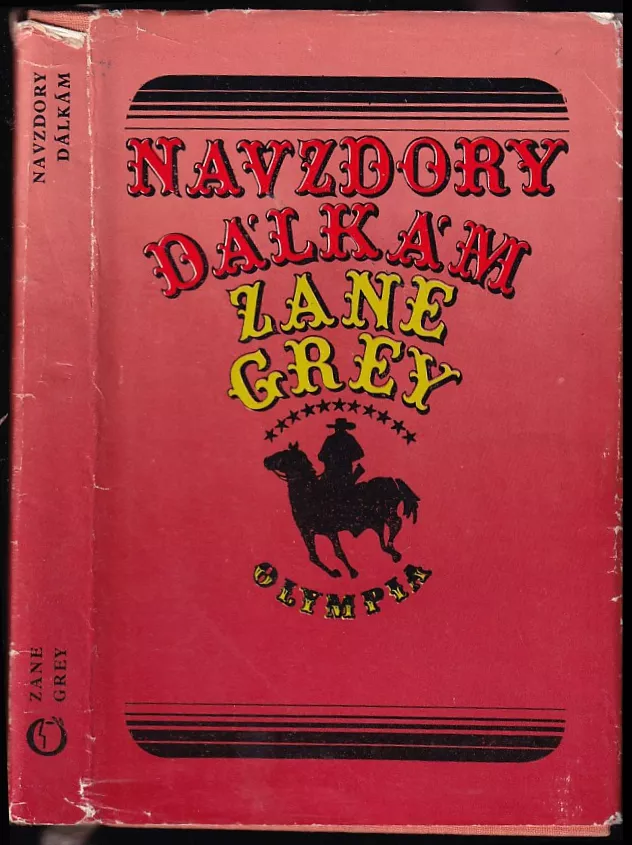 NAVZDORY
DÁLKÁM
ZANE
GREY
NAVZDORY
DÁLKÁM
ZANE
GREY
OLYMPIA